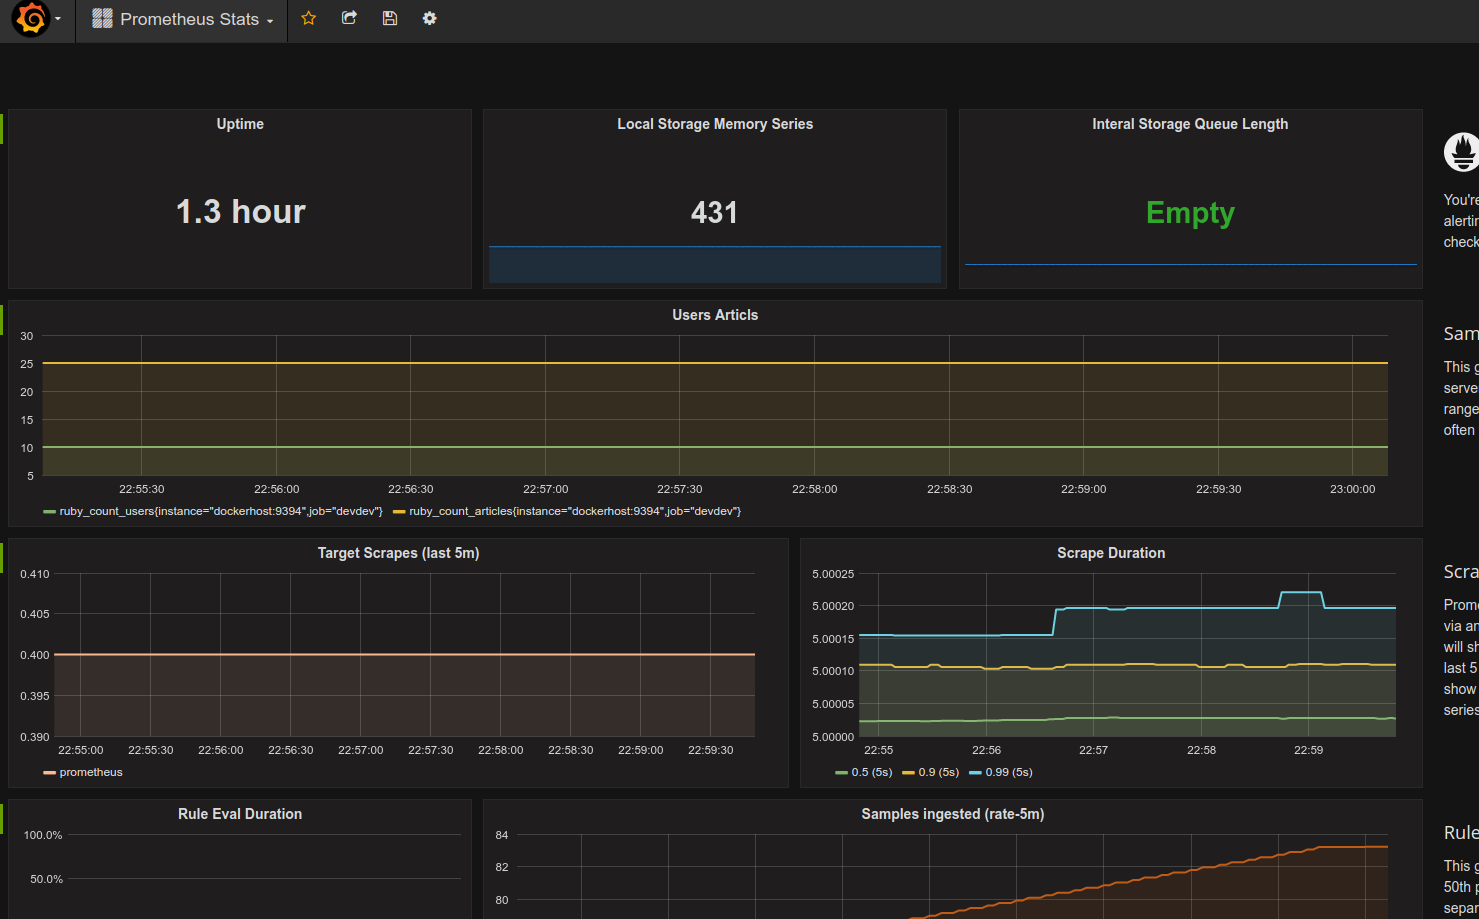 Prometheus Stats
Uptime
Local Storage Memory Series
Interal Storage Queue Length
1.3 hour
431
Empty
You're
alertin
check
Users Articls
30
25
20
15
10
5
22:55:30 22:56:00 22:56:30 22:57:00 22:57:30 22:58:00 22:58:30 22:59:00 22:59:30 23:00:00
ruby_count_users{instance="dockerhost:9394",job="devdev"} ruby_count_articles{instance="dockerhost:9394",job="devdev"}
Sam
This g
serve
range
often
Target Scrapes (last 5m)
0.410
0.405
0.400
0.395
0.390
22:55:00 22:55:30 22:56:00 22:56:30 22:57:00 22:57:30 22:58:00 22:58:30 22:59:00 22:59:30
prometheus
Scrape Duration
5.00025
5.00020
5.00015
5.00010
5.00005
5.00000
22:55 22:56 22:57 22:58 22:59
0.5 (5s) 0.9 (5s) 0.99 (5s)
Scra
Prome
via an
will sh
last 5
show
series
Rule Eval Duration
100.0%
50.0%
Samples ingested (rate-5m)
84
82
80
Rule
This g
50th p
separ